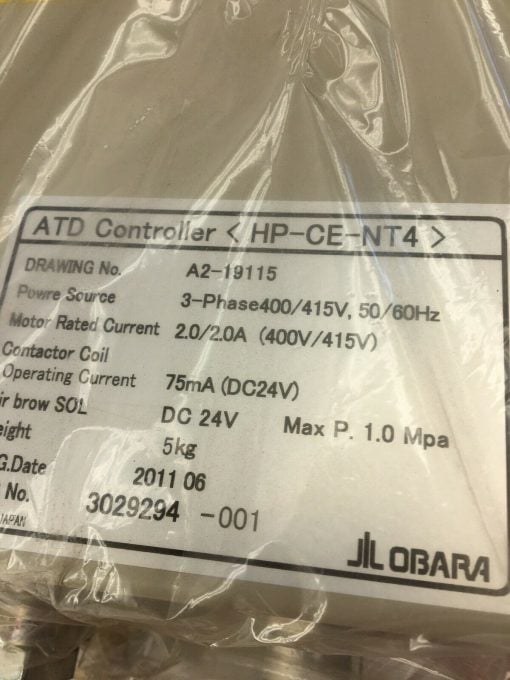 ATD Controller < HP-CE-NT4 >
DRAWING No. A2-19115
Powre Source 3-Phase400/415V, 50/60Hz
Motor Rated Current 2.0/2.0A (400V/415V)
Contactor Coil
Operating Current 75mA (DC24V)
ir brow SOL DC 24V Max P. 1.0 Mpa
eight 5kg
G.Date 2011 06
No. 3029294 -001
JAPAN
OBARA